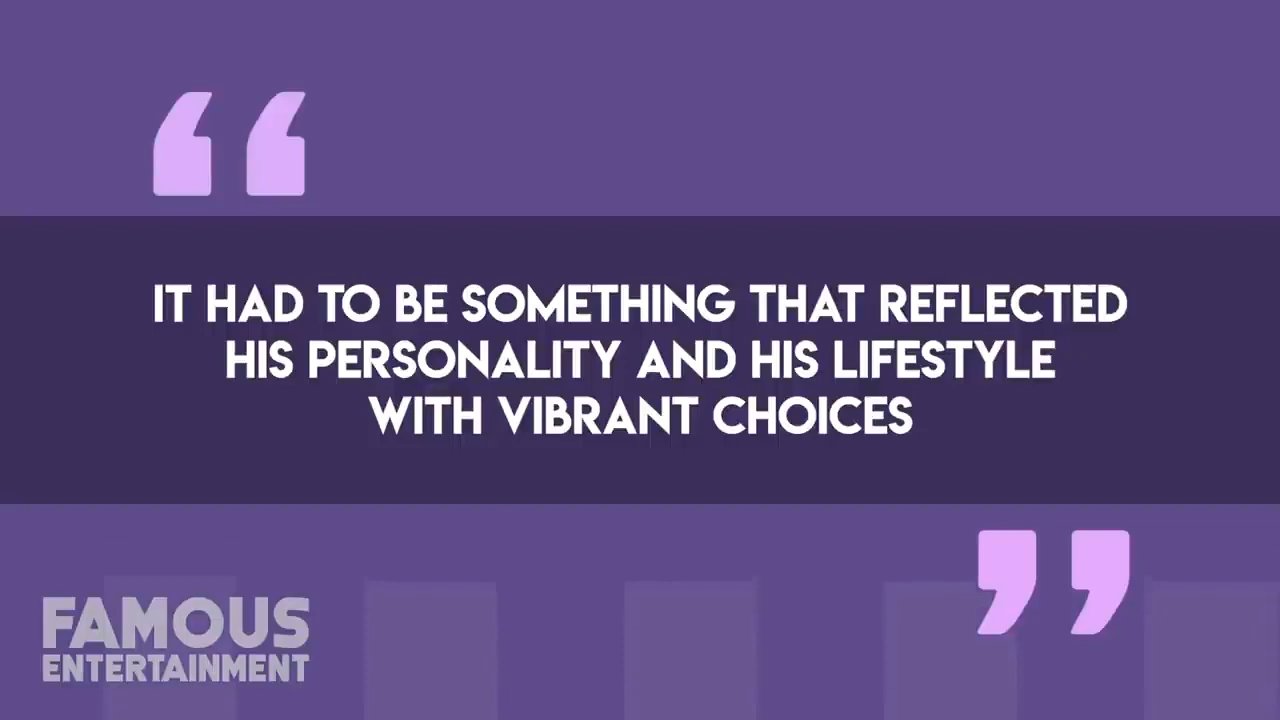 IT HAD TO BE SOMETHING THAT REFLECTED
HIS PERSONALITY AND HIS LIFESTYLE
WITH VIBRANT CHOICES
FAMOUS
ENTERTAINMENT